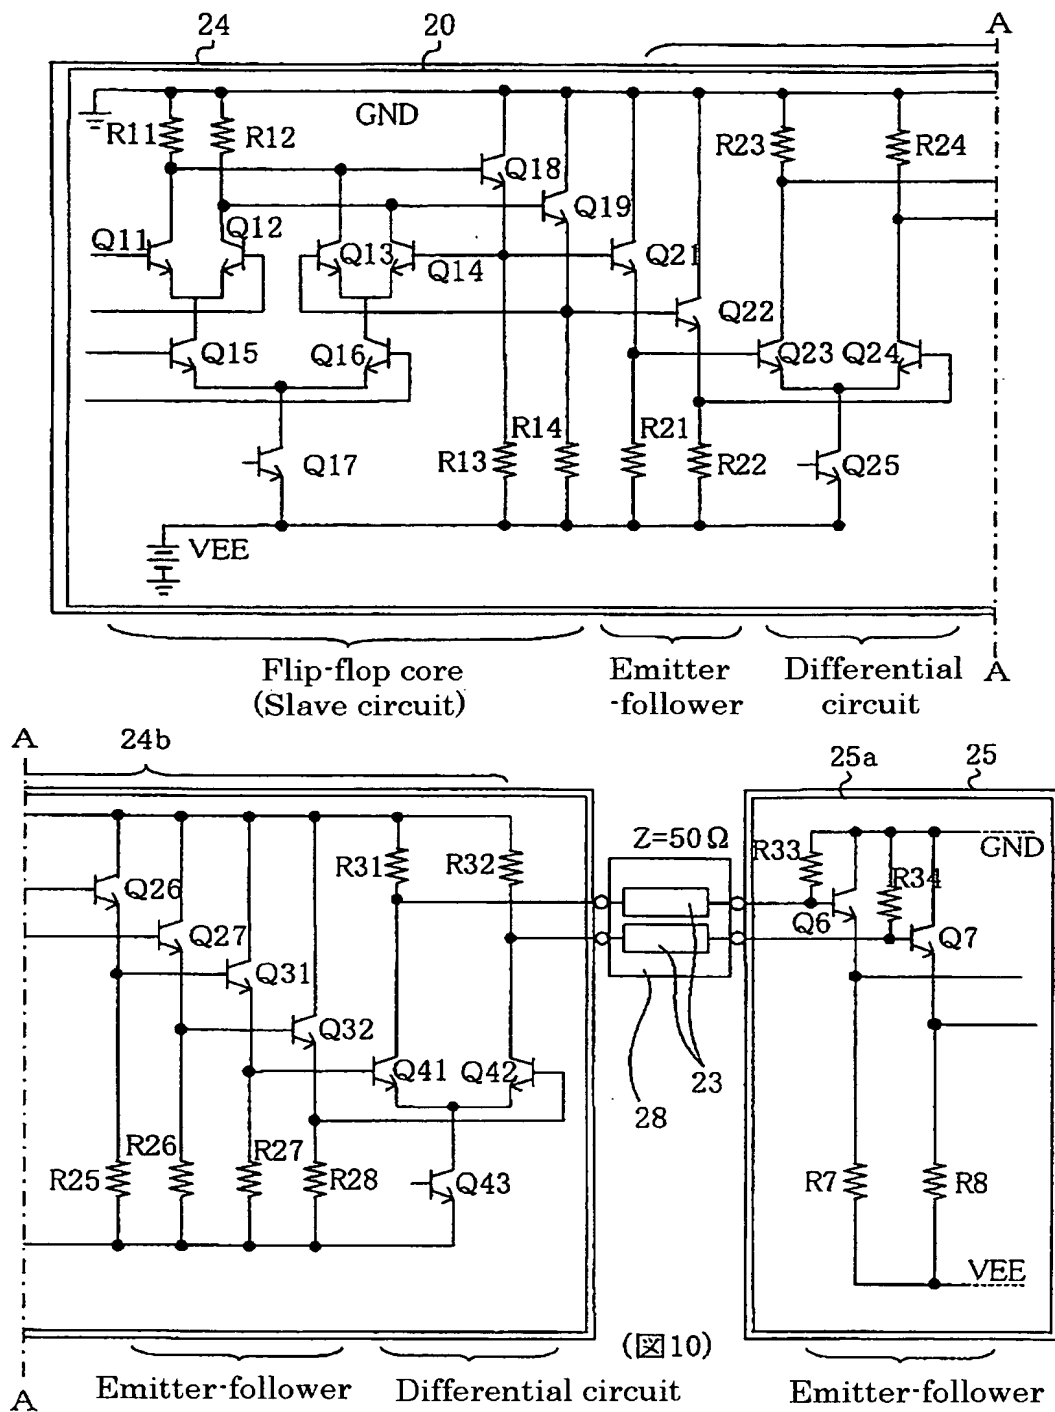 24
20
A
GND
R11
R12
R23
R24
Q18
Q19
Q11
Q12
Q13
Q14
Q21
Q22
Q15
Q16
Q23
Q24
R14
R21
R13
R22
Q17
Q25
VEE
Flip-flop core
(Slave circuit)
Emitter
-follower
Differential
circuit
A
A
24b
25a
25
Z=50Ω
R31
R32
R33
GND
R34
Q26
Q6
Q27
Q7
Q31
Q32
Q41
Q42
23
28
R26
R27
R25
R28
Q43
R7
R8
VEE
(図10)
A
Emitter-follower
Differential circuit
Emitter-follower